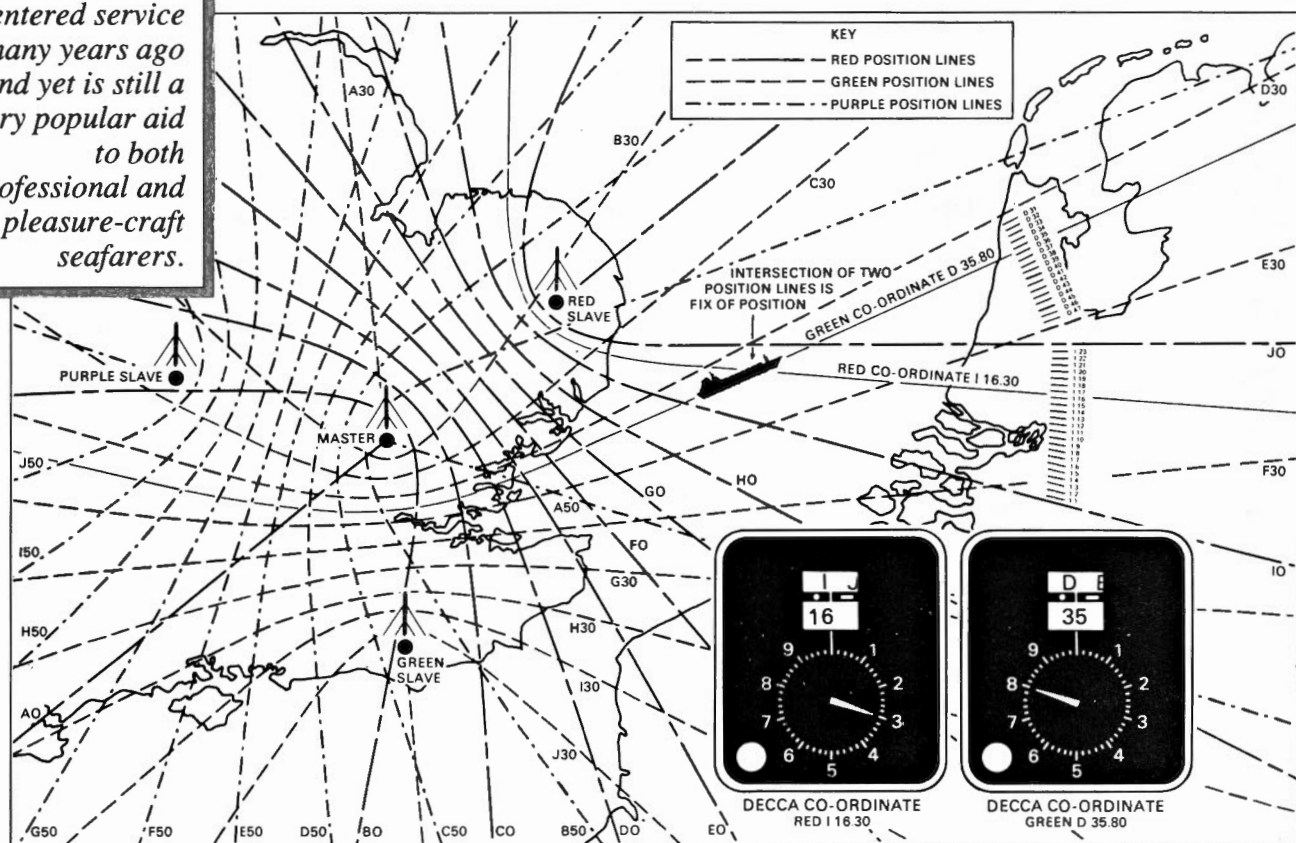 entered service
many years ago
nd yet is still a
ry popular aid
to both
ofessional and
pleasure-craft
seafarers.
KEY
RED POSITION LINES
GREEN POSITION LINES
PURPLE POSITION LINES
A30
B30
C30
D30
E30
INTERSECTION OF TWO
POSITION LINES IS
FIX OF POSITION
GREEN CO-ORDINATE D 35.80
RED
SLAVE
JO
RED CO-ORDINATE I 16.30
PURPLE SLAVE
MASTER
J50
F30
HO
GO
A50
FO
I50
G30
IO
H50
H30
GREEN
SLAVE
I30
AO
J30
G50
F50
E50
D50
BO
C50
CO
B50
DO
EO
I J
16
9 1
8 2
7 3
6 4
5
DECCA CO-ORDINATE
RED I 16.30
D E
35
9 1
8 2
7 3
6 4
5
DECCA CO-ORDINATE
GREEN D 35.80